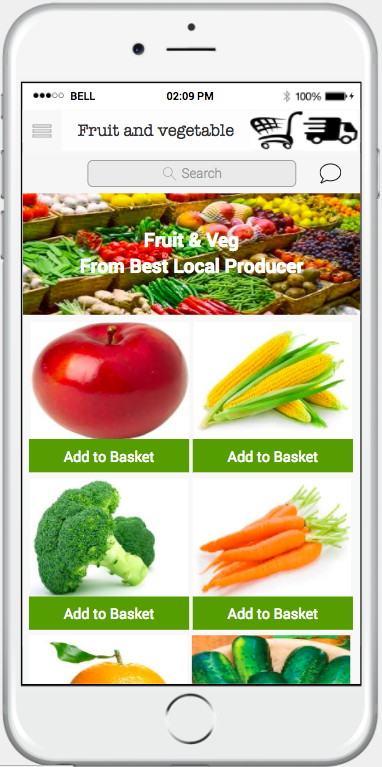 BELL 02:09 PM 100%
Fruit and vegetable
Search
Fruit & Veg
From Best Local Producer
Add to Basket Add to Basket
Add to Basket Add to Basket